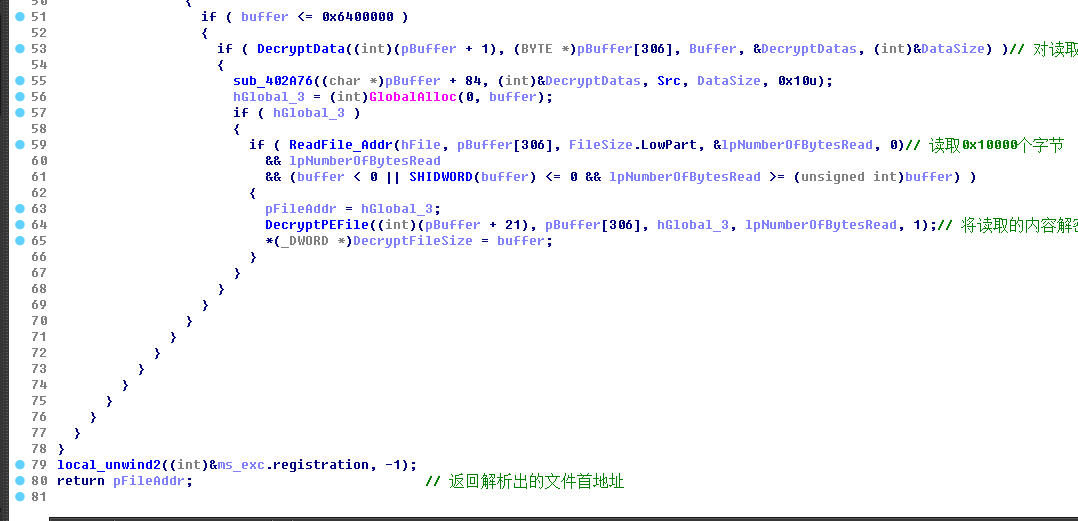 50 {
51 if ( buffer <= 0x6400000 )
52 {
53 if ( DecryptData((int)(pBuffer + 1), (BYTE *)pBuffer[306], Buffer, &DecryptDatas, (int)&DataSize) )// 对读取
54 {
55 sub_402A76((char *)pBuffer + 84, (int)&DecryptDatas, Src, DataSize, 0x10u);
56 hGlobal_3 = (int)GlobalAlloc(0, buffer);
57 if ( hGlobal_3 )
58 {
59 if ( ReadFile_Addr(hFile, pBuffer[306], FileSize.LowPart, &lpNumberOfBytesRead, 0)// 读取0x10000个字节
60 && lpNumberOfBytesRead
61 && (buffer < 0 || SHIDWORD(buffer) <= 0 && lpNumberOfBytesRead >= (unsigned int)buffer) )
62 {
63 pFileAddr = hGlobal_3;
64 DecryptPEFile((int)(pBuffer + 21), pBuffer[306], hGlobal_3, lpNumberOfBytesRead, 1);// 将读取的内容解密
65 *(_DWORD *)DecryptFileSize = buffer;
66 }
67 }
68 }
69 }
70 }
71 }
72 }
73 }
74 }
75 }
76 }
77 }
78 }
79 local_unwind2((int)&ms_exc.registration, -1);
80 return pFileAddr; // 返回解析出的文件首地址
81